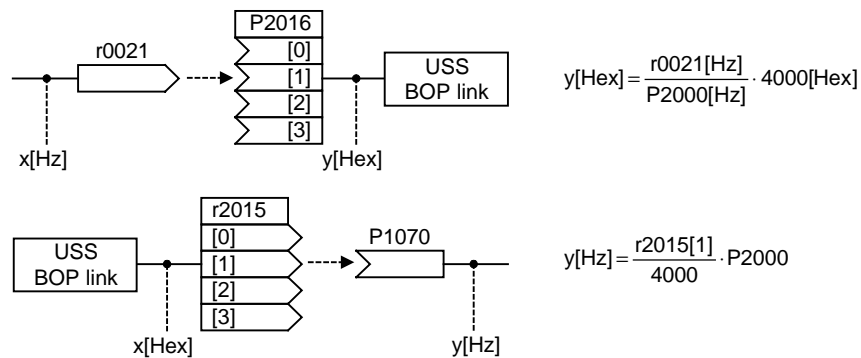 P2016
r0021
[0]
[1]
[2]
[3]
USS
BOP link
x[Hz]
y[Hex]
y[Hex] = r0021[Hz] / P2000[Hz] · 4000[Hex]
r2015
[0]
[1]
[2]
[3]
USS
BOP link
P1070
x[Hex]
y[Hz]
y[Hz] = r2015[1] / 4000 · P2000